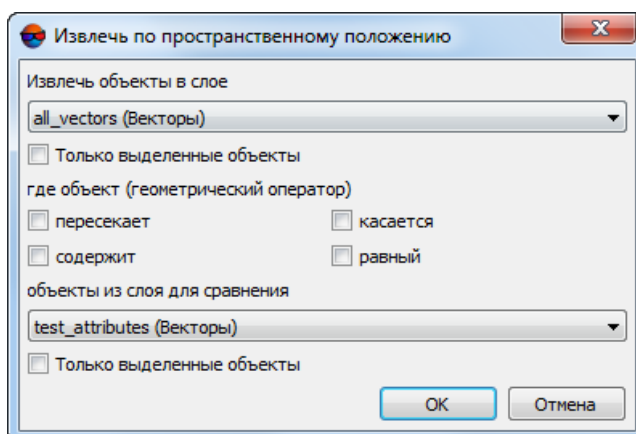 Извлечь по пространственному положению
Извлечь объекты в слое
all_vectors (Векторы)
Только выделенные объекты
где объект (геометрический оператор)
пересекает касается
содержит равный
объекты из слоя для сравнения
test_attributes (Векторы)
Только выделенные объекты
OK Отмена